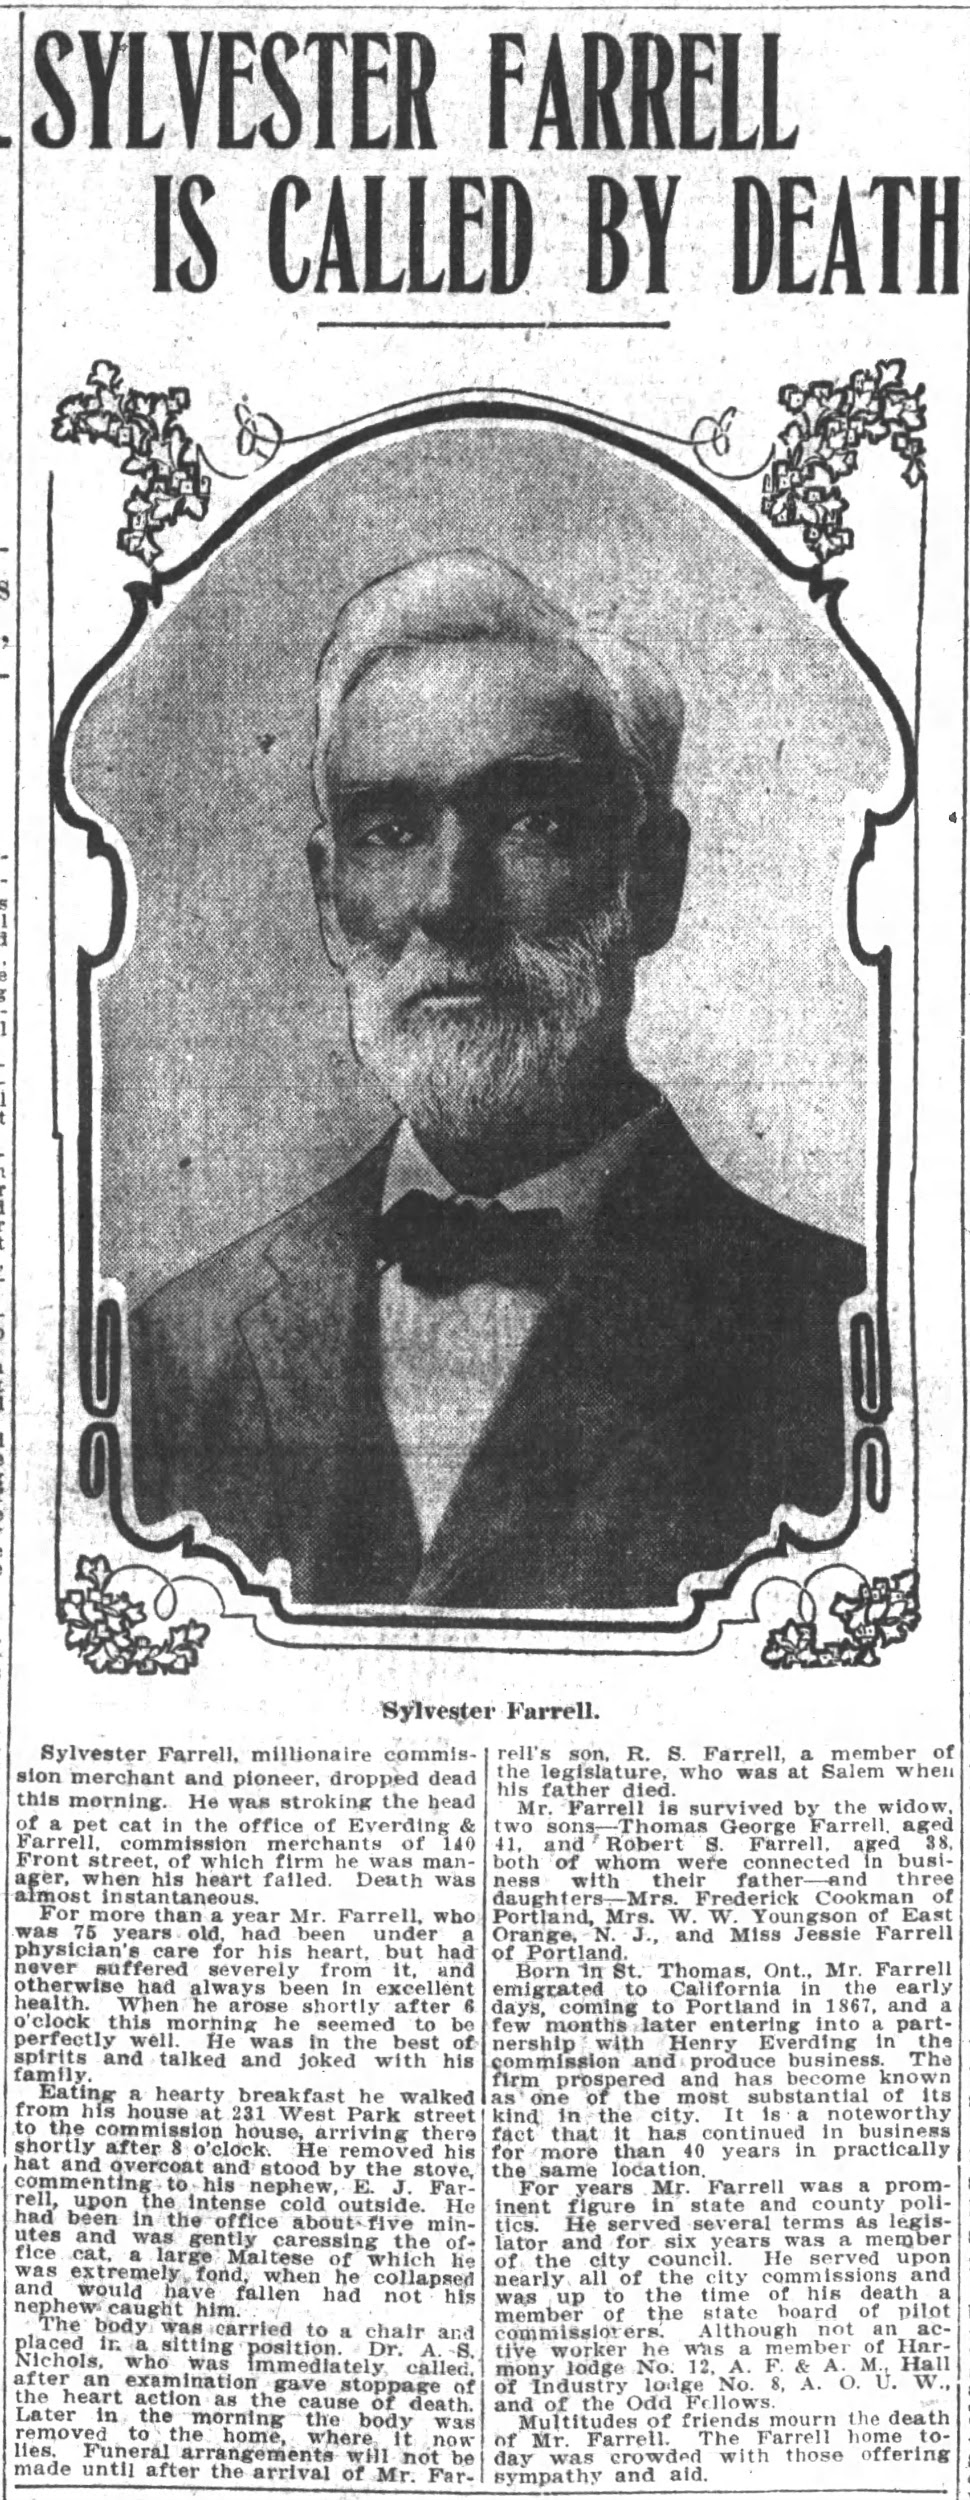 SYLVESTER FARRELL
IS CALLED BY DEATH
Sylvester Farrell.
Sylvester Farrell, millionaire commis-
sion merchant and pioneer, dropped dead
this morning. He was stroking the head
of a pet cat in the office of Everding &
Farrell, commission merchants of 140
Front street, of which firm he was man-
ager, when his heart failed. Death was
almost instantaneous.
For more than a year Mr. Farrell, who
was 75 years old, had been under a
physician's care for his heart, but had
never suffered severely from it, and
otherwise had always been in excellent
health. When he arose shortly after 6
o'clock this morning he seemed to be
perfectly well. He was in the best of
spirits and talked and joked with his
family.
Eating a hearty breakfast he walked
from his house at 231 West Park street
to the commission house, arriving there
shortly after 8 o'clock. He removed his
hat and overcoat and stood by the stove,
commenting to his nephew, E. J. Far-
rell, upon the intense cold outside. He
had been in the office about five min-
utes and was gently caressing the of-
fice cat, a large Maltese of which he
was extremely fond, when he collapsed
and would have fallen had not his
nephew caught him.
The body was carried to a chair and
placed in a sitting position. Dr. A. S.
Nichols, who was immediately called,
after an examination gave stoppage of
the heart action as the cause of death.
Later in the morning the body was
removed to the home, where it now
lies. Funeral arrangements will not be
made until after the arrival of Mr. Far-
rell's son, R. S. Farrell, a member of
the legislature, who was at Salem when
his father died.
Mr. Farrell is survived by the widow,
two sons—Thomas George Farrell, aged
41, and Robert S. Farrell, aged 38,
both of whom were connected in busi-
ness with their father—and three
daughters—Mrs. Frederick Cookman of
Portland, Mrs. W. W. Youngson of East
Orange, N. J., and Miss Jessie Farrell
of Portland.
Born in St. Thomas, Ont., Mr. Farrell
emigrated to California in the early
days, coming to Portland in 1867, and a
few months later entering into a part-
nership with Henry Everding in the
commission and produce business. The
firm prospered and has become known
as one of the most substantial of its
kind in the city. It is a noteworthy
fact that it has continued in business
for more than 40 years in practically
the same location.
For years Mr. Farrell was a prom-
inent figure in state and county poli-
tics. He served several terms as legis-
lator and for six years was a member
of the city council. He served upon
nearly all of the city commissions and
was up to the time of his death a
member of the state board of pilot
commissioners. Although not an ac-
tive worker he was a member of Har-
mony lodge No. 12, A. F. & A. M., Hall
of Industry lodge No. 8, A. O. U. W.,
and of the Odd Fellows.
Multitudes of friends mourn the death
of Mr. Farrell. The Farrell home to-
day was crowded with those offering
sympathy and aid.